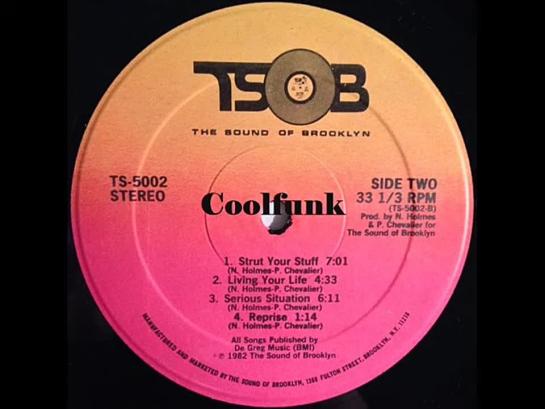 TSOB
THE SOUND OF BROOKLYN
TS-5002
STEREO
SIDE TWO
33 1/3 RPM
(TS-5002-B)
Prod. by N. Holmes
& P. Chevalier for
The Sound of Brooklyn
Coolfunk
1. Strut Your Stuff 7:01
(N. Holmes-P. Chevalier)
2. Living Your Life 4:33
(N. Holmes-P. Chevalier)
3. Serious Situation 6:11
(N. Holmes-P. Chevalier)
4. Reprise 1:14
(N. Holmes-P. Chevalier)
All Songs Published by
De Greg Music (BMI)
℗ 1982 The Sound of Brooklyn
MANUFACTURED AND MARKETED BY THE SOUND OF BROOKLYN, 1368 FULTON STREET, BROOKLYN, N.Y. 11216